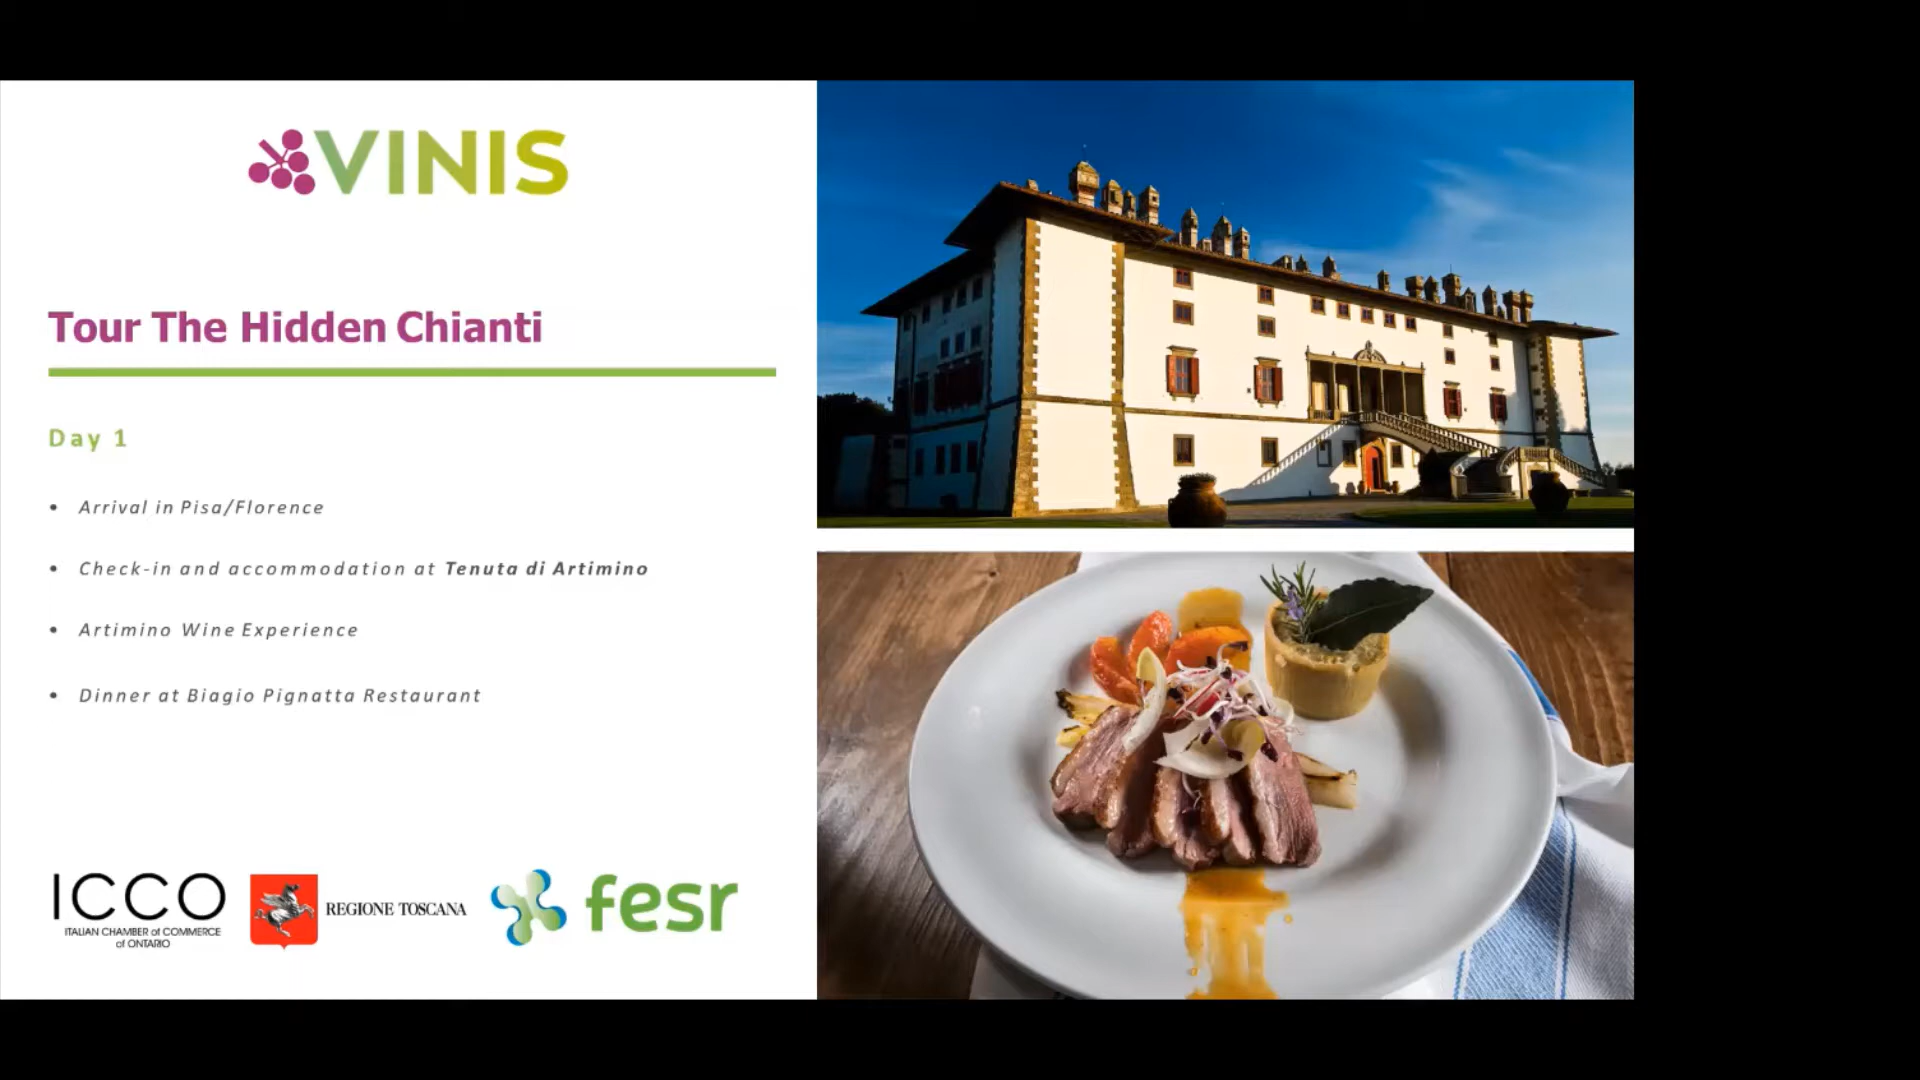 VINIS
Tour The Hidden Chianti
Day 1
• Arrival in Pisa/Florence
• Check-in and accommodation at Tenuta di Artimino
• Artimino Wine Experience
• Dinner at Biagio Pignatta Restaurant
ICCO
ITALIAN CHAMBER of COMMERCE
of ONTARIO
REGIONE TOSCANA
fesr